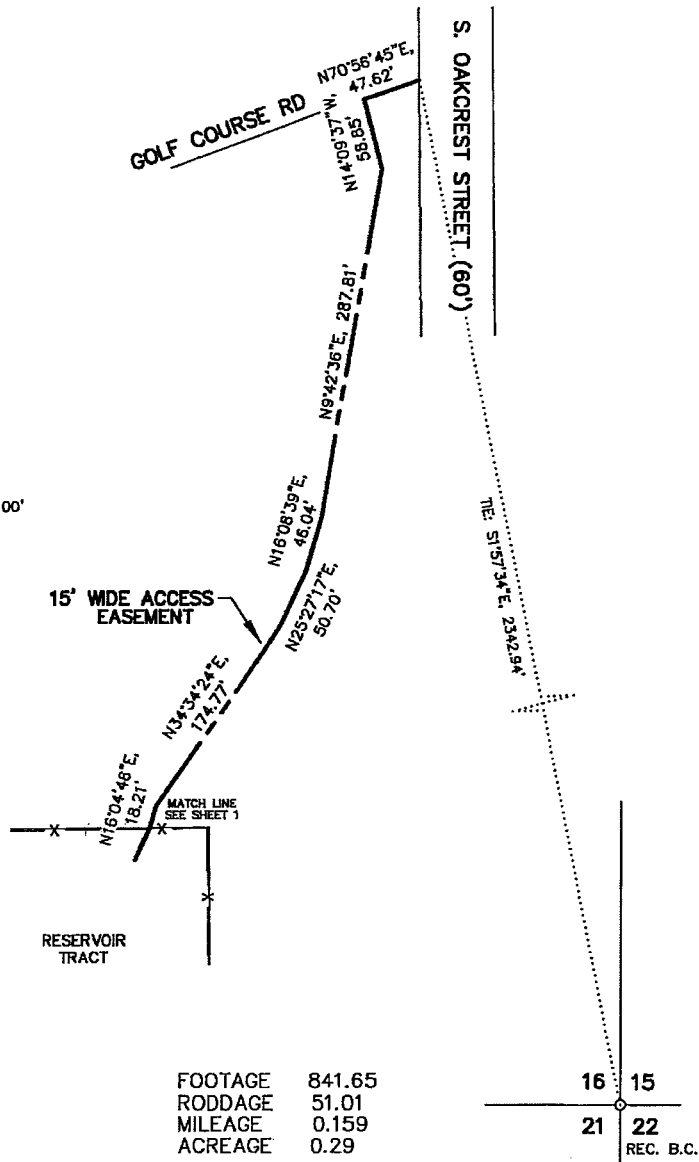 S. OAKCREST STREET (60')
N70°56'45"E,
47.62'
GOLF COURSE RD
N14°09'37"W,
58.85'
N9°42'36"E, 287.81'
N16°08'39"E,
46.04'
00'
TIE: S1°57'34"E, 2342.94'
15' WIDE ACCESS
EASEMENT
N25°27'17"E,
50.70'
N34°34'24"E,
174.77'
N16°04'48"E,
18.21'
MATCH LINE
SEE SHEET 1
RESERVOIR
TRACT
FOOTAGE 841.65
RODDAGE 51.01
MILEAGE 0.159
ACREAGE 0.29
16 15
21 22
REC. B.C.